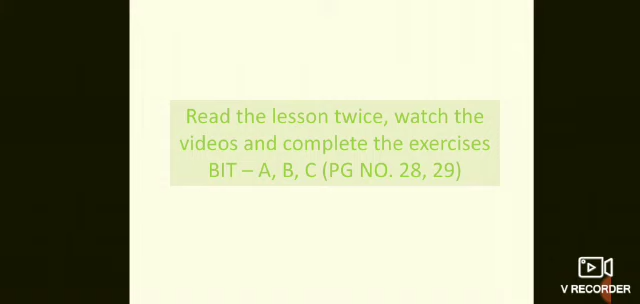 Read the lesson twice, watch the
videos and complete the exercises
BIT – A, B, C (PG NO. 28, 29)
V RECORDER